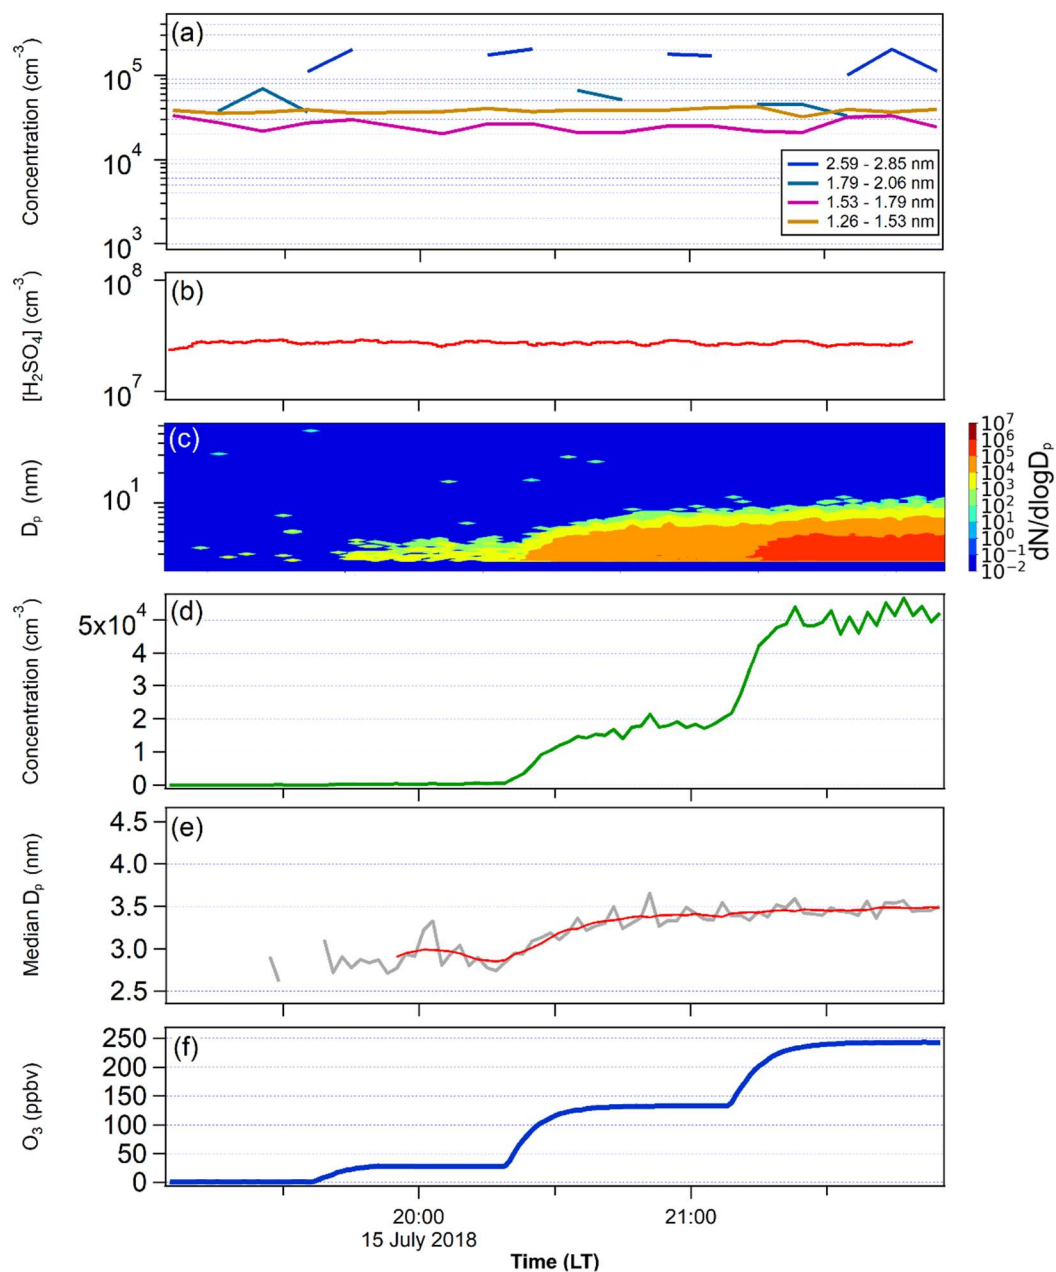 (a)
Concentration (cm⁻³)
10⁵
10⁴
10³
2.59 - 2.85 nm
1.79 - 2.06 nm
1.53 - 1.79 nm
1.26 - 1.53 nm
(b)
[H₂SO₄] (cm⁻³)
10⁸
10⁷
(c)
Dₚ (nm)
10¹
10⁷
10⁶
10⁵
10⁴
10³
10²
10¹
10⁰
10⁻¹
10⁻²
dN/dlogDₚ
(d)
Concentration (cm⁻³)
5x10⁴
4
3
2
1
0
(e)
Median Dₚ (nm)
4.5
4.0
3.5
3.0
2.5
(f)
O₃ (ppbv)
250
200
150
100
50
0
20:00 21:00
15 July 2018
Time (LT)